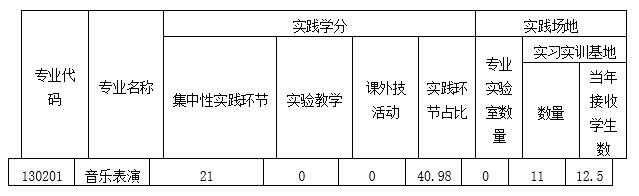 实践学分 实践场地
实习实训基地
专业代码 专业名称 集中性实践环节 实验教学 课外技活动 实践环节占比 专业实验室数量 数量 当年接收学生数
130201 音乐表演 21 0 0 40.98 0 11 12.5